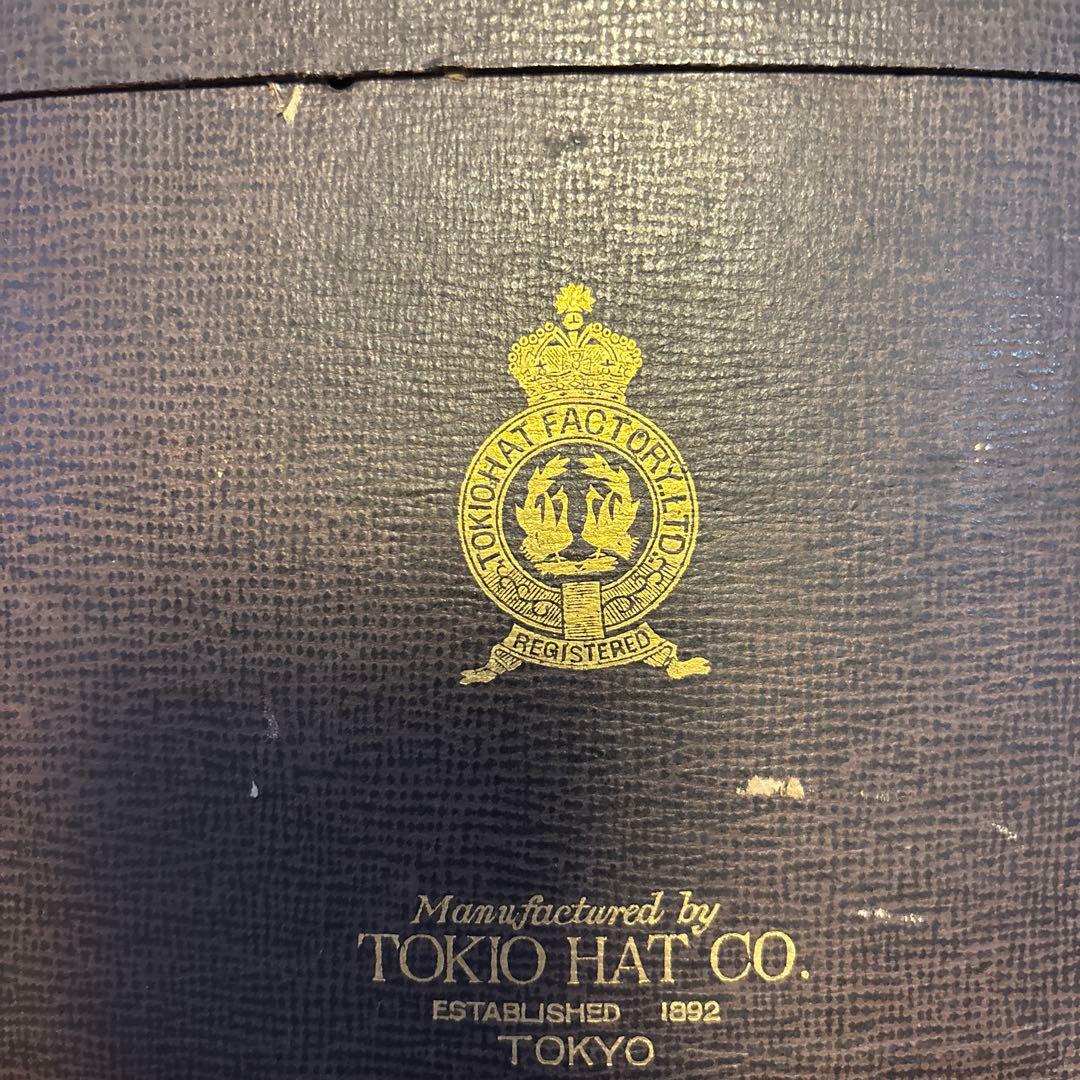 TOKIO HAT FACTORY. LTD.
REGISTERED
Manufactured by
TOKIO HAT CO.
ESTABLISHED 1892
TOKYO